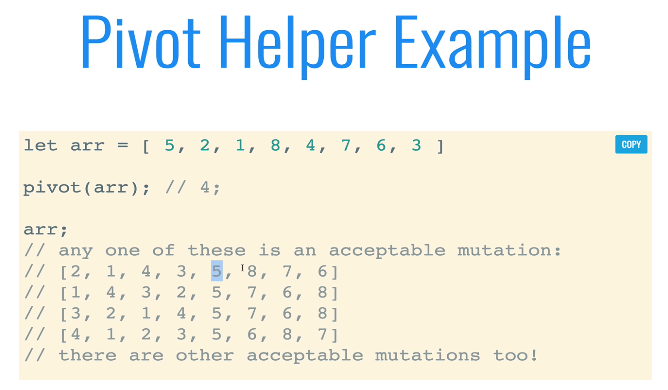 Pivot Helper Example
let arr = [ 5, 2, 1, 8, 4, 7, 6, 3 ]
COPY
pivot(arr); // 4;
arr;
// any one of these is an acceptable mutation:
// [2, 1, 4, 3, 5, 8, 7, 6]
// [1, 4, 3, 2, 5, 7, 6, 8]
// [3, 2, 1, 4, 5, 7, 6, 8]
// [4, 1, 2, 3, 5, 6, 8, 7]
// there are other acceptable mutations too!